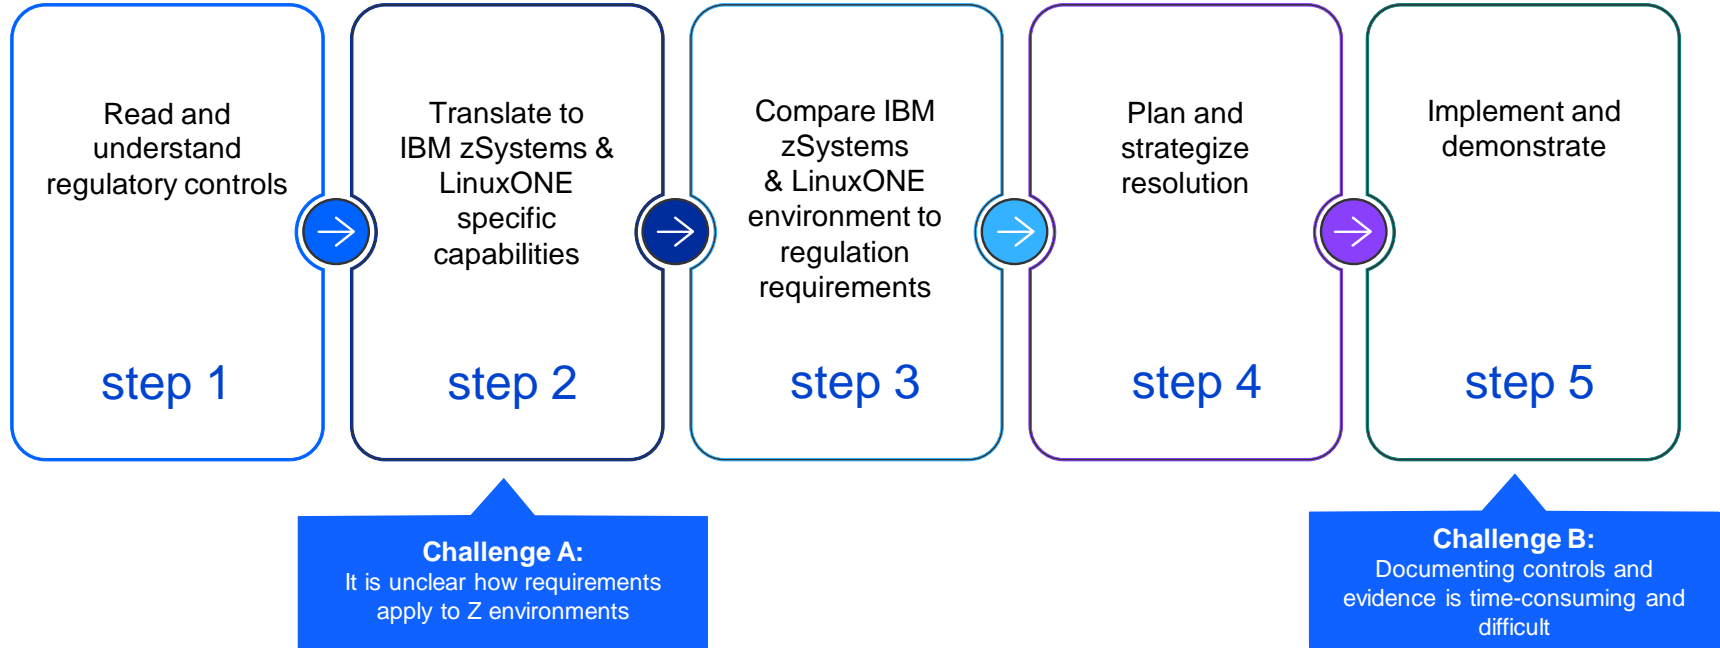 Read and
understand
regulatory controls
step 1
Translate to
IBM zSystems &
LinuxONE
specific
capabilities
step 2
Compare IBM
zSystems
& LinuxONE
environment to
regulation
requirements
step 3
Plan and
strategize
resolution
step 4
Implement and
demonstrate
step 5
Challenge A:
It is unclear how requirements
apply to Z environments
Challenge B:
Documenting controls and
evidence is time-consuming and
difficult